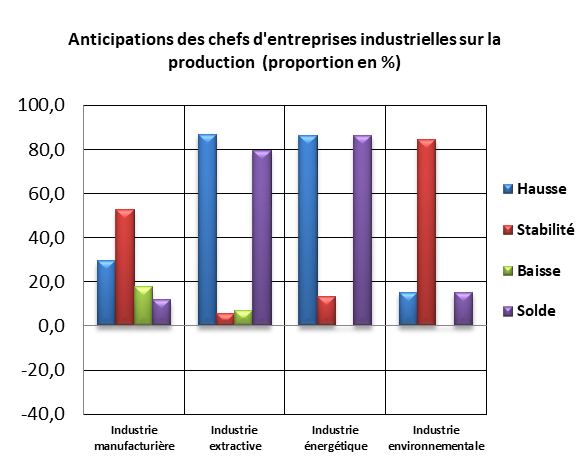 Anticipations des chefs d'entreprises industrielles sur la
production (proportion en %)
100,0
80,0
60,0
40,0
20,0
0,0
-20,0
-40,0
Industrie
manufacturière
Industrie
extractive
Industrie
énergétique
Industrie
environnementale
Hausse
Stabilité
Baisse
Solde